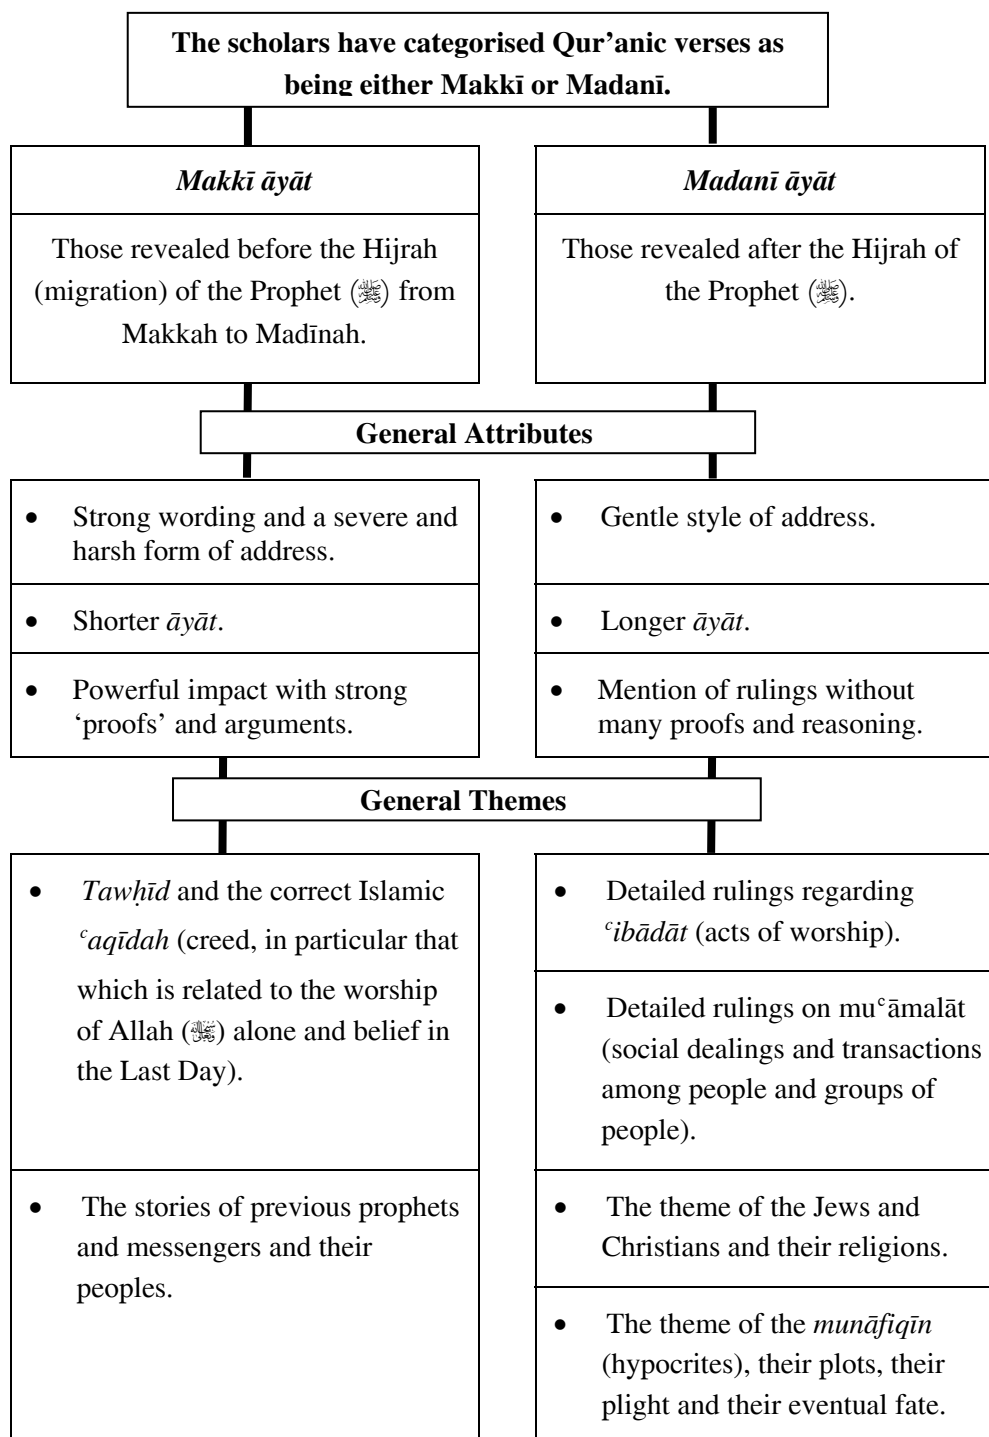 The scholars have categorised Qur’anic verses as
being either Makkī or Madanī.
Makkī āyāt
Those revealed before the Hijrah
(migration) of the Prophet (ﷺ) from
Makkah to Madīnah.
Madanī āyāt
Those revealed after the Hijrah of
the Prophet (ﷺ).
General Attributes
• Strong wording and a severe and
harsh form of address.
• Shorter āyāt.
• Powerful impact with strong
‘proofs’ and arguments.
• Gentle style of address.
• Longer āyāt.
• Mention of rulings without
many proofs and reasoning.
General Themes
• Tawḥīd and the correct Islamic
ᶜaqīdah (creed, in particular that
which is related to the worship
of Allah () alone and belief in
the Last Day).
• The stories of previous prophets
and messengers and their
peoples.
• Detailed rulings regarding
ᶜibādāt (acts of worship).
• Detailed rulings on muᶜāmalāt
(social dealings and transactions
among people and groups of
people).
• The theme of the Jews and
Christians and their religions.
• The theme of the munāfiqīn
(hypocrites), their plots, their
plight and their eventual fate.